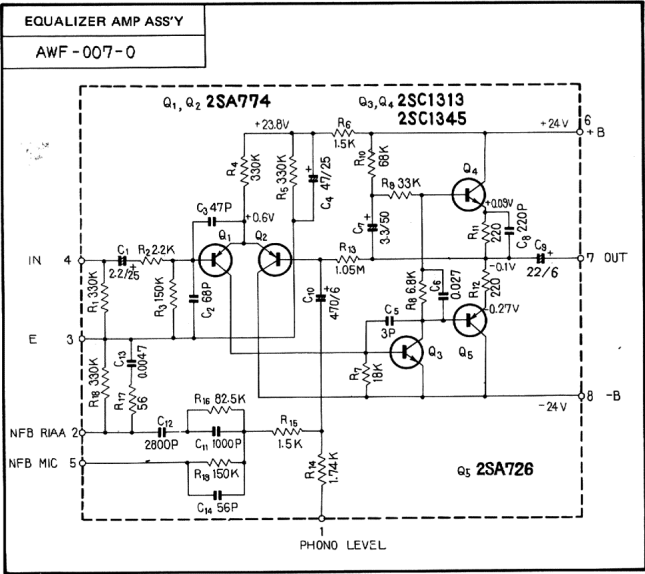 EQUALIZER AMP ASS'Y
AWF-007-0
Q1, Q2 2SA774
Q3, Q4 2SC1313
2SC1345
+23.8V
R6
1.5K
+24V
6
+B
R4
330K
R5 330K
C4 47/25
R10
68K
R9 33K
Q4
C3 47P
+0.6V
C7
3.3/50
+0.09V
R11
220
C8 220P
IN
4
C1
2.2/25
R2 2.2K
Q1
Q2
R13
1.05M
C9
22/6
7 OUT
-0.1V
R1 330K
R3 150K
C2 68P
C10
470/6
R8 6.8K
C6
0.027
R12
220
-0.27V
C5
3P
E
3
Q3
Q5
R7
18K
C13
0.0047
R18 330K
R17
56
8 -B
-24V
R16 82.5K
NFB RIAA 2
C12
2800P
C11 1000P
R15
1.5K
NFB MIC 5
R19 150K
R14
1.74K
C14 56P
Q5 2SA726
1
PHONO LEVEL